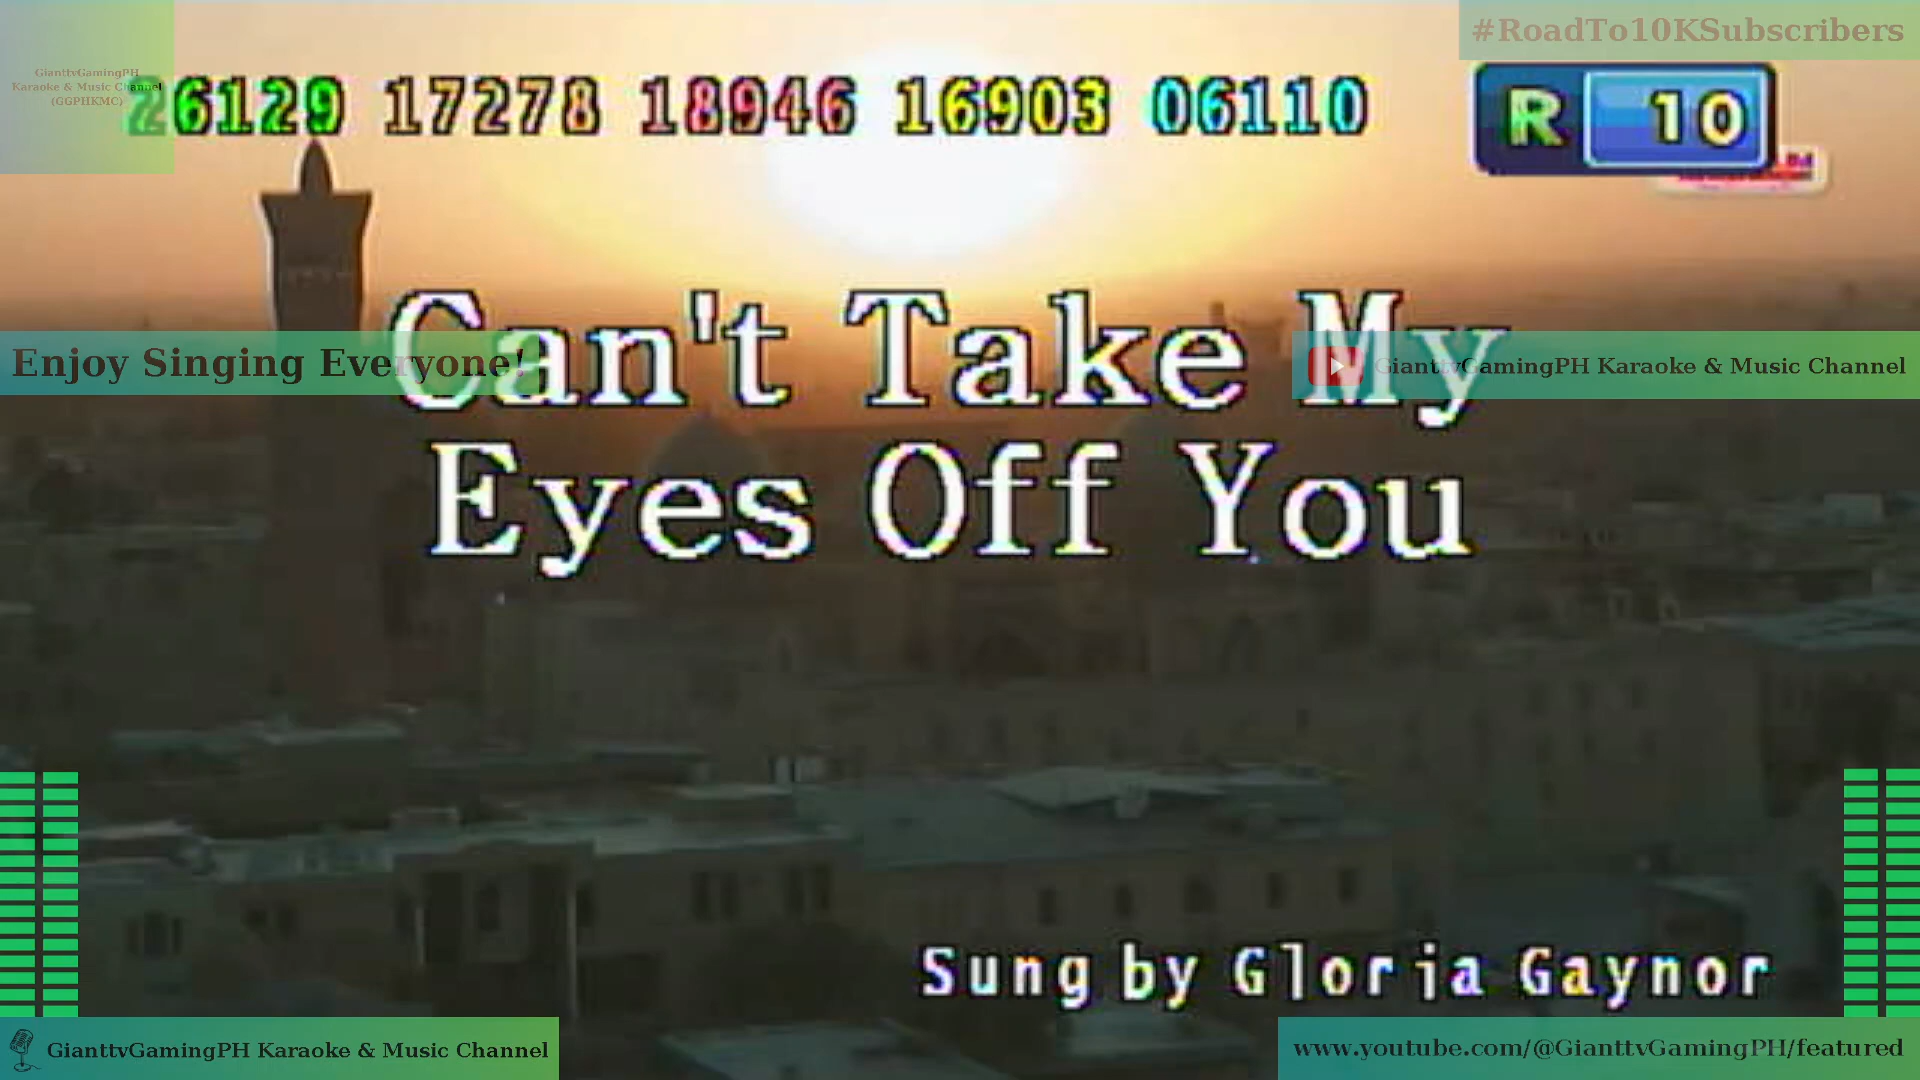 #RoadTo10KSubscribers
GianttvGamingPH
Karaoke & Music Channel
(GGPHKMC)
26129 17278 18946 16903 06110
R 10
Can't Take My
Enjoy Singing Everyone!
GianttvGamingPH Karaoke & Music Channel
Eyes Off You
Sung by Gloria Gaynor
GianttvGamingPH Karaoke & Music Channel
www.youtube.com/@GianttvGamingPH/featured